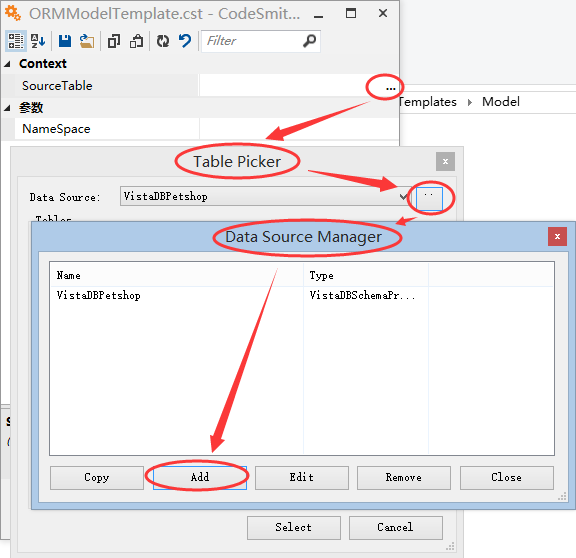 ORMModelTemplate.cst - CodeSmit...
Filter
Context
SourceTable
...
Templates Model
参数
NameSpace
Table Picker
Data Source: VistaDBPetshop
Data Source Manager
Name Type
VistaDBPetshop VistaDBSchemaPr...
Copy Add Edit Remove Close
Select Cancel